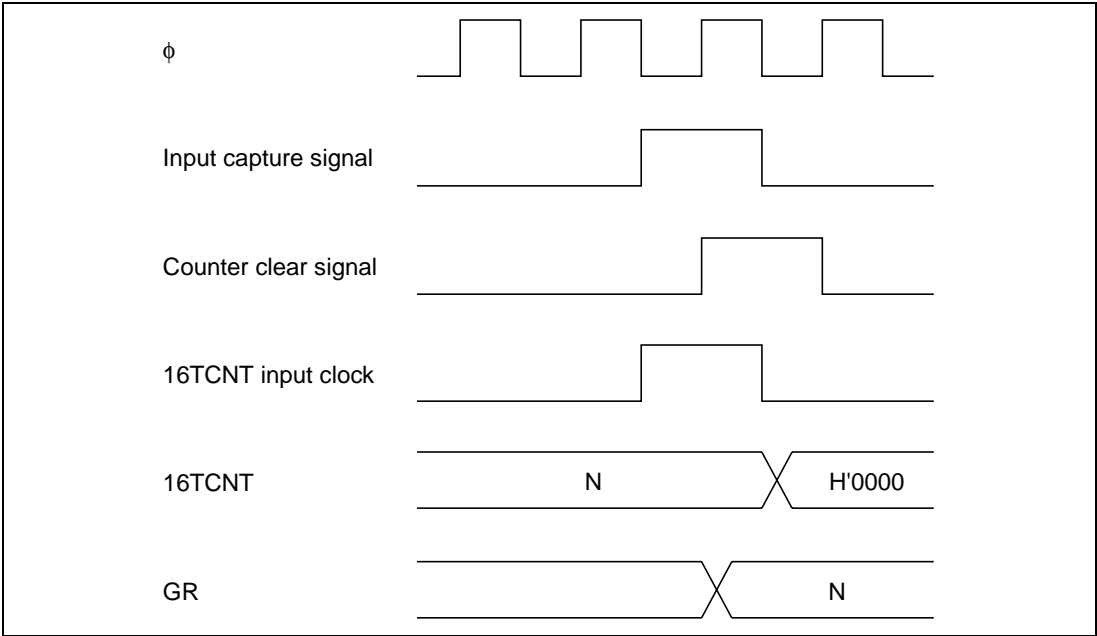 ϕ
Input capture signal
Counter clear signal
16TCNT input clock
16TCNT N H'0000
GR N